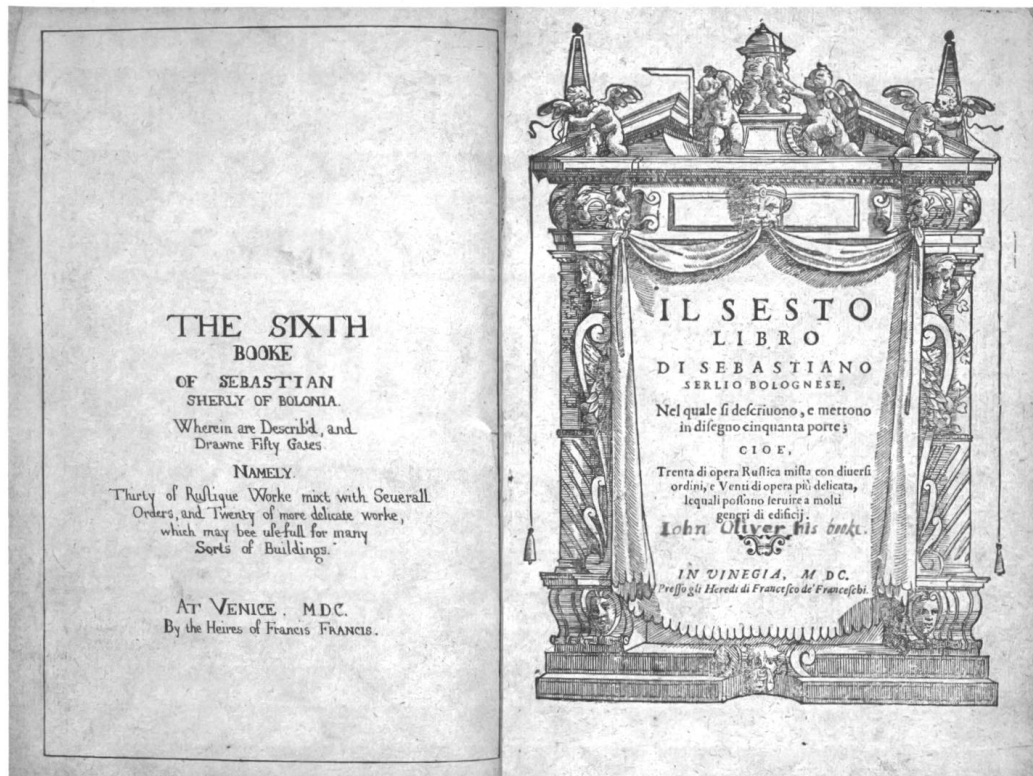 THE SIXTH
BOOKE
OF SEBASTIAN
SHERLY OF BOLONIA.
Wherein are Describ'd, and
Drawne Fifty Gates
NAMELY.
Thirty of Ruſtique Worke mixt with Seuerall
Orders, and Twenty of more delicate worke,
which may bee uſe-full for many
Sorts of Buildings.
AT VENICE. MDC.
By the Heires of Francis FRANCIS.
IL SESTO
LIBRO
DI SEBASTIANO
SERLIO BOLOGNESE,
Nel quale ſi deſcriuono, e mettono
in diſegno cinquanta porte;
CIOE,
Trenta di opera Ruſtica miſta con diuerſi
ordini, e Venti di opera più delicata,
lequali poſſono ſeruire a molti
generi di edificij.
Iohn Oliver his booke.
IN VINEGIA, M DC.
Preſſo gli Heredi di Franceſco de' Franceſchi.